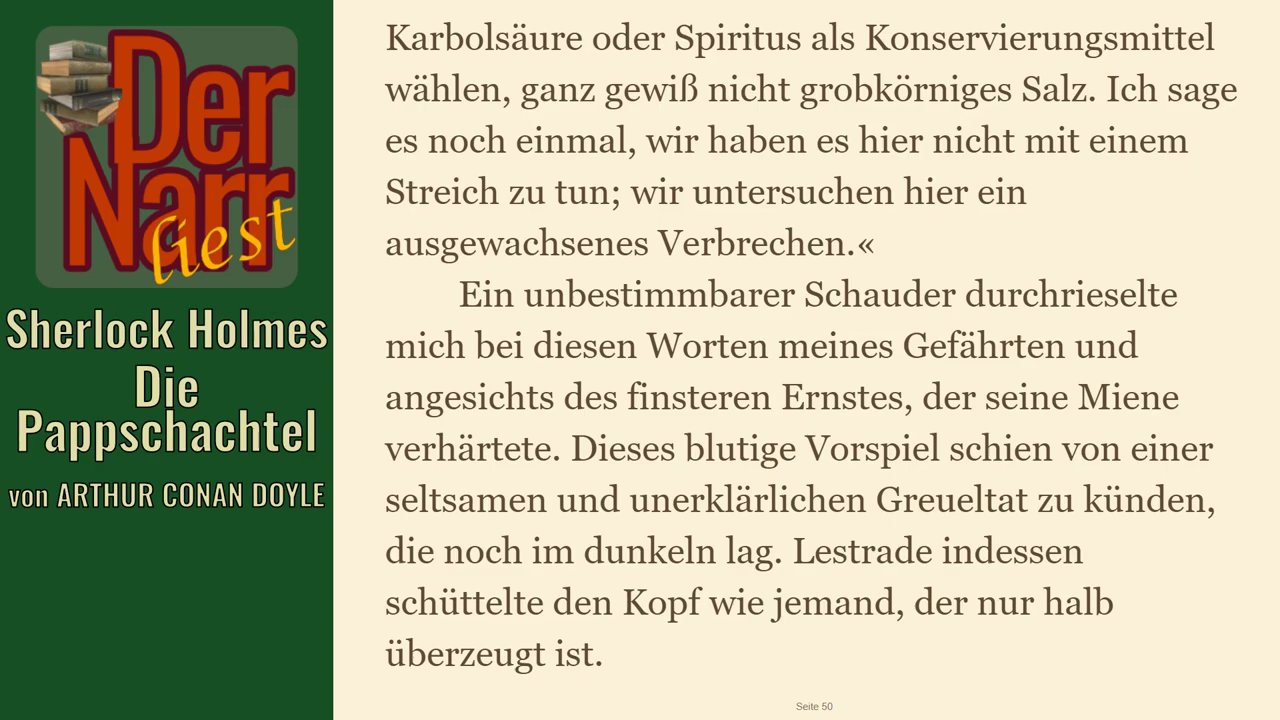 Der
Narr
liest
Sherlock Holmes
Die
Pappschachtel
von ARTHUR CONAN DOYLE
Karbolsäure oder Spiritus als Konservierungsmittel
wählen, ganz gewiß nicht grobkörniges Salz. Ich sage
es noch einmal, wir haben es hier nicht mit einem
Streich zu tun; wir untersuchen hier ein
ausgewachsenes Verbrechen.«
Ein unbestimmbarer Schauder durchrieselte
mich bei diesen Worten meines Gefährten und
angesichts des finsteren Ernstes, der seine Miene
verhärtete. Dieses blutige Vorspiel schien von einer
seltsamen und unerklärlichen Greueltat zu künden,
die noch im dunkeln lag. Lestrade indessen
schüttelte den Kopf wie jemand, der nur halb
überzeugt ist.
Seite 50